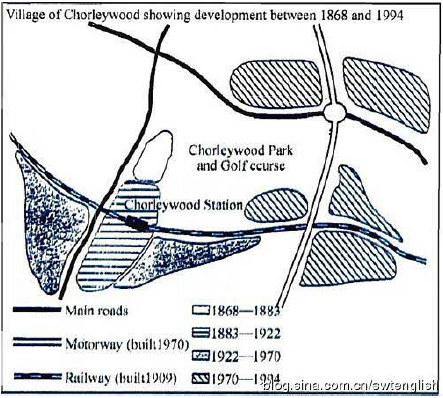 Village of Chorleywood showing development between 1868 and 1994
Chorleywood Park
and Golf course
Chorleywood Station
Main roads
Motorway (built1970)
Railway (built1909)
1868—1883
1883—1922
1922—1970
1970—1994
blog.sina.com.cn/swtenglish